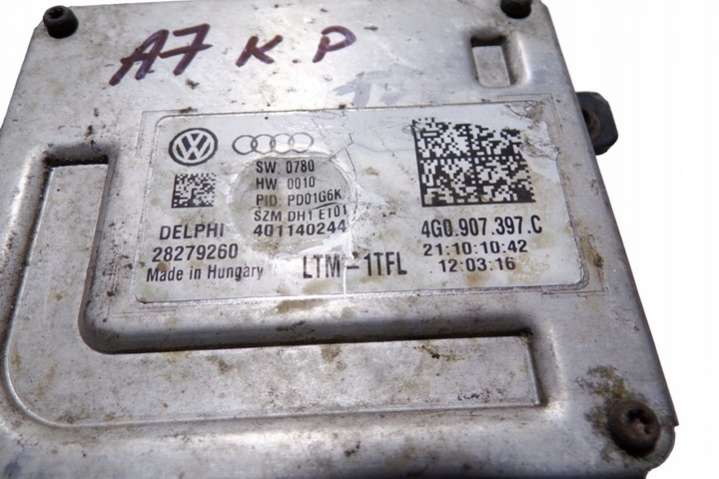 A7 K P
SW 0780
HW 0010
PID PD01G6K
SZM DH1 ET01
401140244
DELPHI
28279260
Made in Hungary
LTM-1TFL
4G0.907.397.C
21:10:10:42
12:03:16